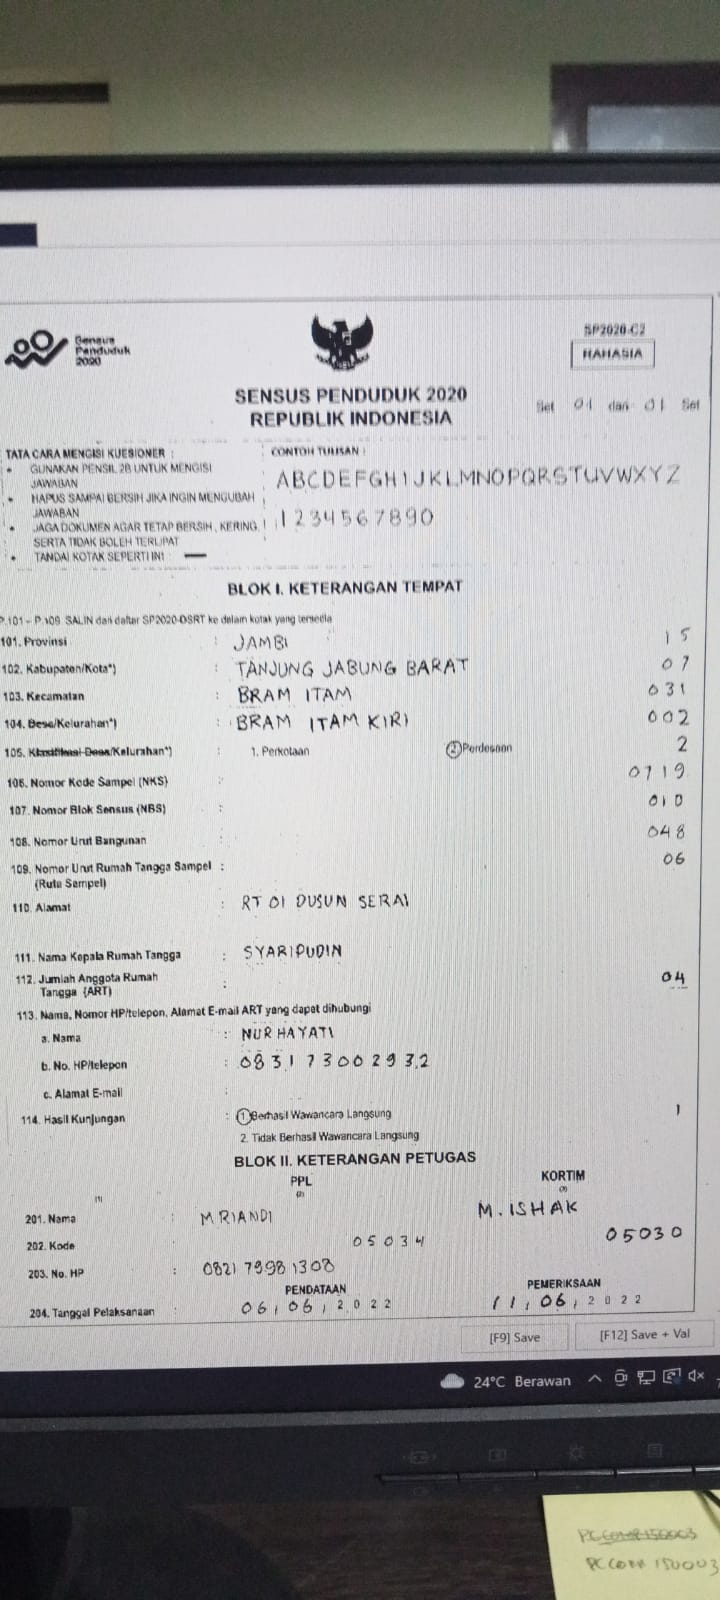 Sensus
Penduduk
2020
SP2020-C2
RAHASIA
SENSUS PENDUDUK 2020
REPUBLIK INDONESIA
Set 01 dari 01 Set
TATA CARA MENGISI KUESIONER :
• GUNAKAN PENSIL 2B UNTUK MENGISI
JAWABAN
• HAPUS SAMPAI BERSIH JIKA INGIN MENGUBAH
JAWABAN
• JAGA DOKUMEN AGAR TETAP BERSIH, KERING,
SERTA TIDAK BOLEH TERLIPAT
• TANDAI KOTAK SEPERTI INI :
CONTOH TULISAN :
ABCDEFGHIJKLMNOPQRSTUVWXYZ
1234567890
BLOK I. KETERANGAN TEMPAT
P.101 – P.109 SALIN dari daftar SP2020-DSRT ke dalam kotak yang tersedia
101. Provinsi : JAMBI 15
102. Kabupaten/Kota*) : TANJUNG JABUNG BARAT 07
103. Kecamatan : BRAM ITAM 031
104. Desa/Kelurahan*) : BRAM ITAM KIRI 002
105. Klasifikasi Desa/Kelurahan*) : 1. Perkotaan 2 Perdesaan 2
106. Nomor Kode Sampel (NKS) : 0719
107. Nomor Blok Sensus (NBS) : 010
108. Nomor Urut Bangunan 048
109. Nomor Urut Rumah Tangga Sampel : 06
(Ruta Sampel)
110. Alamat : RT 01 DUSUN SERAI
111. Nama Kepala Rumah Tangga : SYARIPUDIN
112. Jumlah Anggota Rumah : 04
Tangga (ART)
113. Nama, Nomor HP/telepon, Alamat E-mail ART yang dapat dihubungi
a. Nama : NURHAYATI
b. No. HP/telepon : 083173002932
c. Alamat E-mail :
114. Hasil Kunjungan : 1 Berhasil Wawancara Langsung 1
2. Tidak Berhasil Wawancara Langsung
BLOK II. KETERANGAN PETUGAS
PPL KORTIM
(1) (2) (3)
201. Nama : M RIANDI M. ISHAK
202. Kode 05034 05030
203. No. HP : 082179981308
PENDATAAN PEMERIKSAAN
204. Tanggal Pelaksanaan : 06, 06, 2022 11, 06, 2022
[F9] Save [F12] Save + Val
24°C Berawan
150003